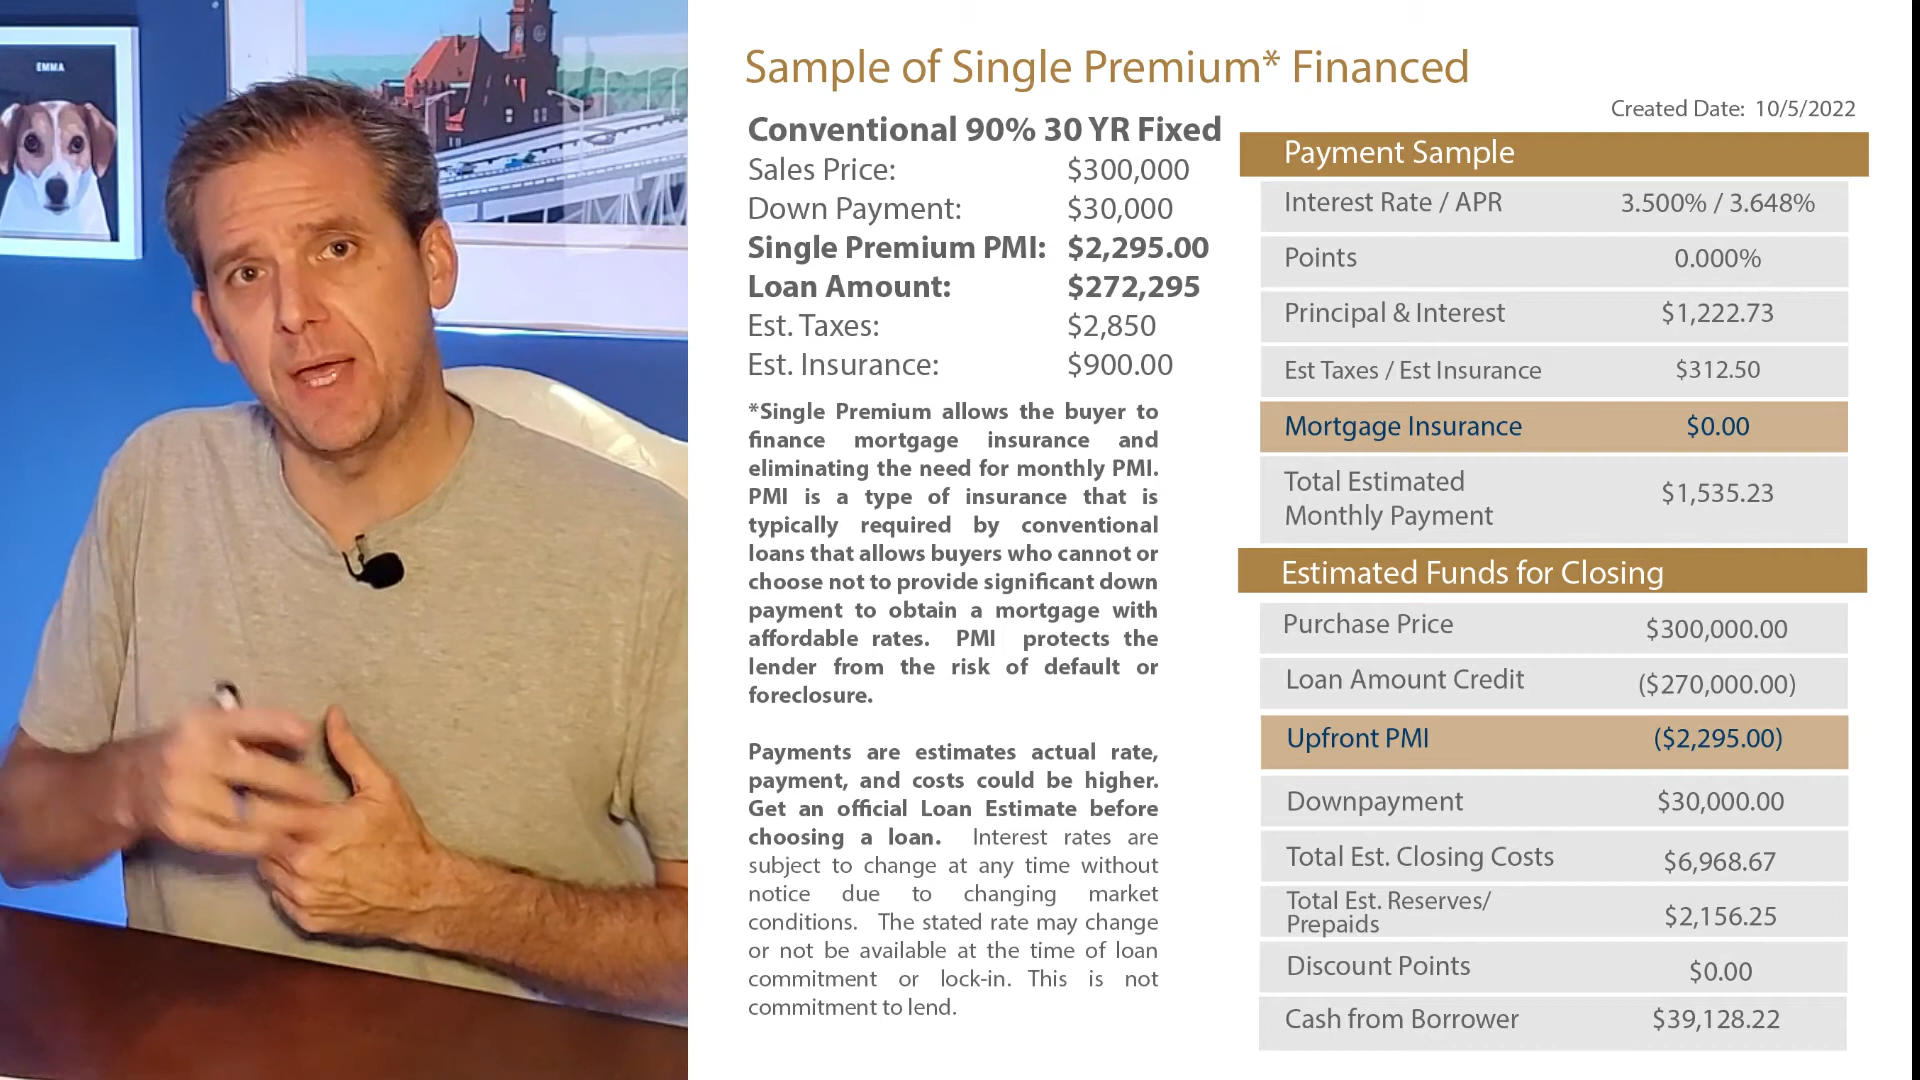 EMMA
Sample of Single Premium* Financed
Created Date: 10/5/2022
Conventional 90% 30 YR Fixed
Sales Price: $300,000
Down Payment: $30,000
Single Premium PMI: $2,295.00
Loan Amount: $272,295
Est. Taxes: $2,850
Est. Insurance: $900.00
*Single Premium allows the buyer to
finance mortgage insurance and
eliminating the need for monthly PMI.
PMI is a type of insurance that is
typically required by conventional
loans that allows buyers who cannot or
choose not to provide significant down
payment to obtain a mortgage with
affordable rates. PMI protects the
lender from the risk of default or
foreclosure.
Payments are estimates actual rate,
payment, and costs could be higher.
Get an official Loan Estimate before
choosing a loan. Interest rates are
subject to change at any time without
notice due to changing market
conditions. The stated rate may change
or not be available at the time of loan
commitment or lock-in. This is not
commitment to lend.
Payment Sample
Interest Rate / APR 3.500% / 3.648%
Points 0.000%
Principal & Interest $1,222.73
Est Taxes / Est Insurance $312.50
Mortgage Insurance $0.00
Total Estimated
Monthly Payment $1,535.23
Estimated Funds for Closing
Purchase Price $300,000.00
Loan Amount Credit ($270,000.00)
Upfront PMI ($2,295.00)
Downpayment $30,000.00
Total Est. Closing Costs $6,968.67
Total Est. Reserves/
Prepaids $2,156.25
Discount Points $0.00
Cash from Borrower $39,128.22